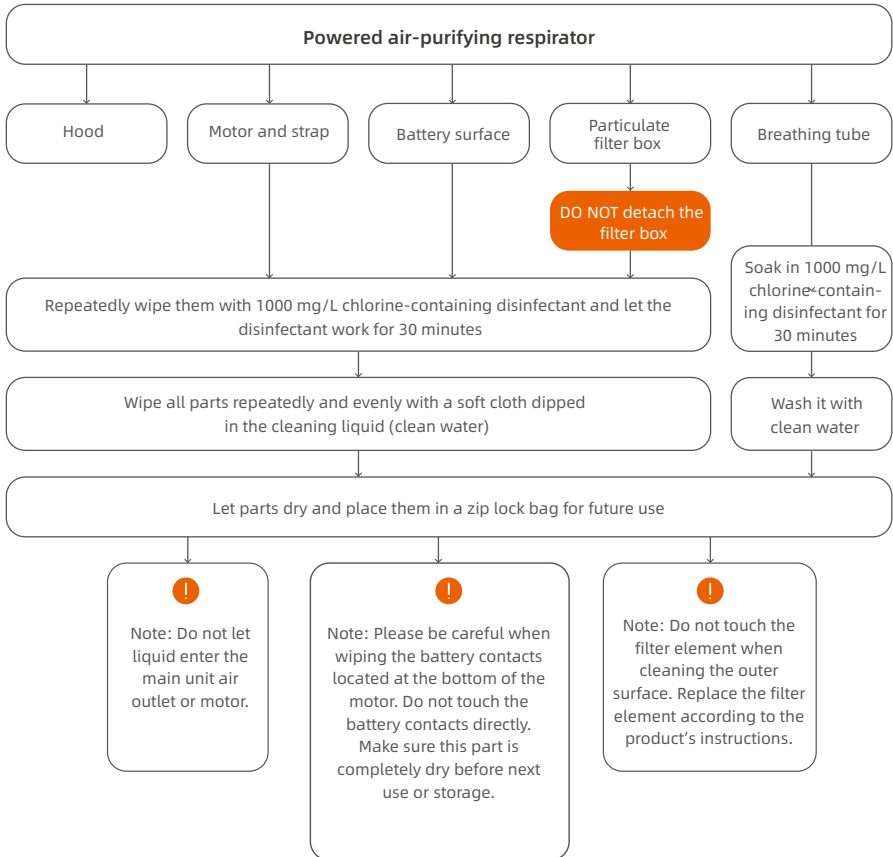 Powered air-purifying respirator
Hood
Motor and strap
Battery surface
Particulate
filter box
Breathing tube
DO NOT detach the
filter box
Repeatedly wipe them with 1000 mg/L chlorine-containing disinfectant and let the
disinfectant work for 30 minutes
Soak in 1000 mg/L
chlorine-contain-
ing disinfectant for
30 minutes
Wipe all parts repeatedly and evenly with a soft cloth dipped
in the cleaning liquid (clean water)
Wash it with
clean water
Let parts dry and place them in a zip lock bag for future use
!
Note: Do not let
liquid enter the
main unit air
outlet or motor.
!
Note: Please be careful when
wiping the battery contacts
located at the bottom of the
motor. Do not touch the
battery contacts directly.
Make sure this part is
completely dry before next
use or storage.
!
Note: Do not touch the
filter element when
cleaning the outer
surface. Replace the filter
element according to the
product’s instructions.